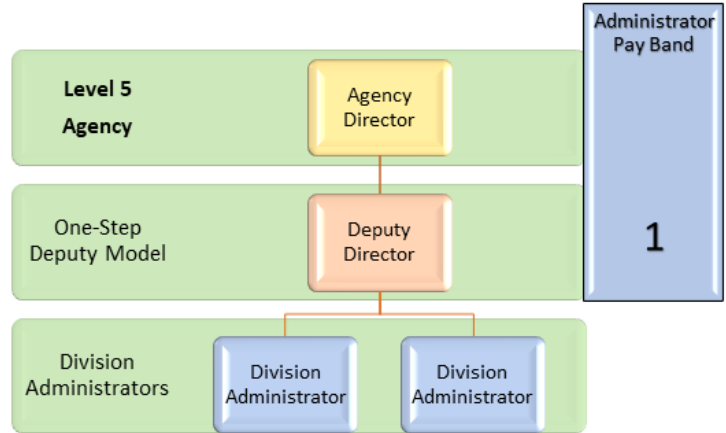 Administrator
Pay Band
1
Level 5
Agency
Agency
Director
One-Step
Deputy Model
Deputy
Director
Division
Administrators
Division
Administrator
Division
Administrator